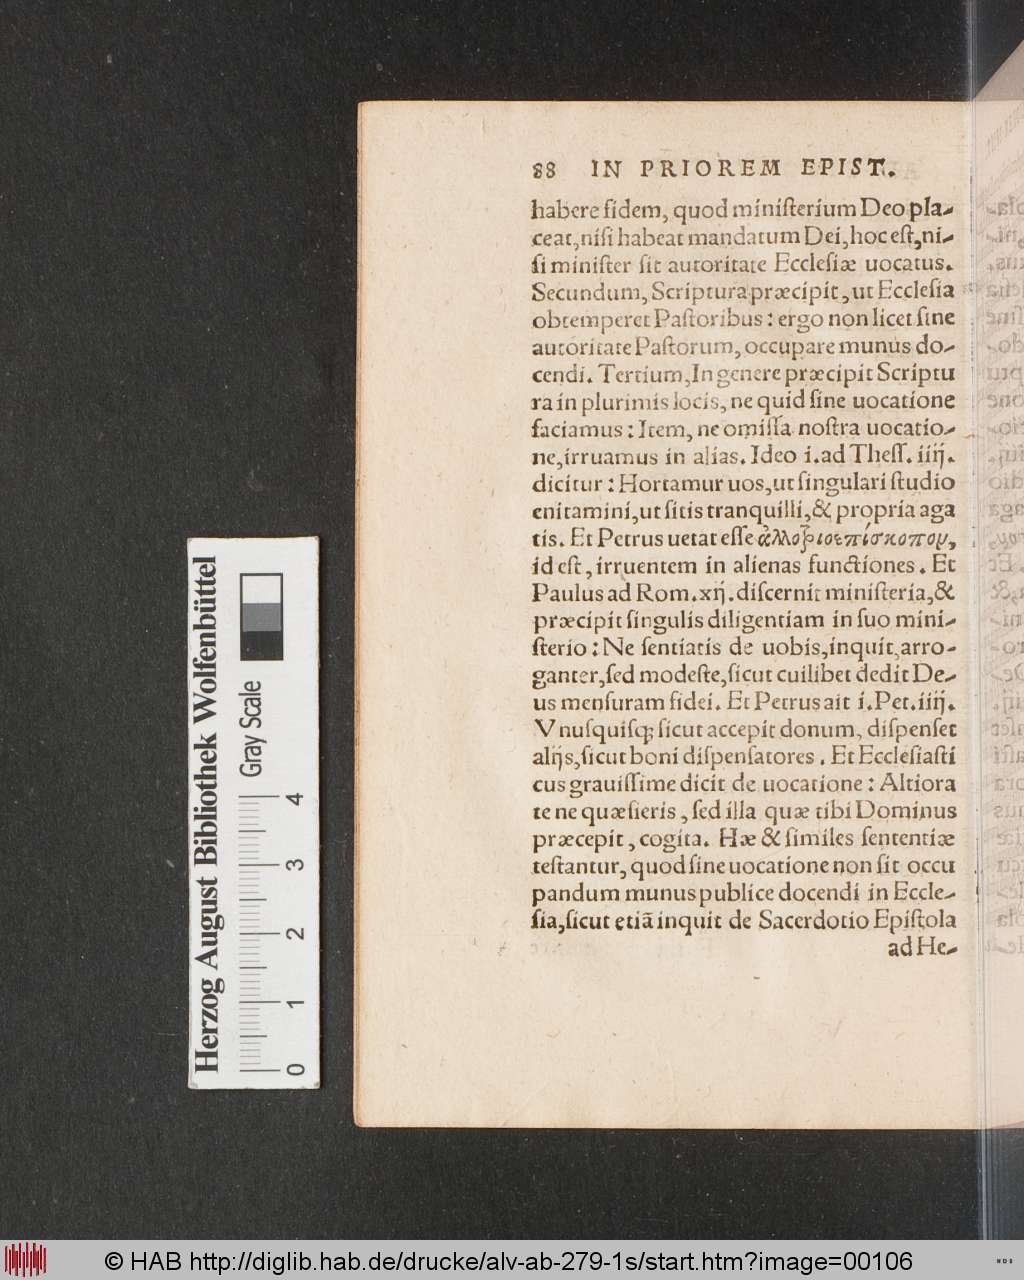 88 IN PRIOREM EPIST.
habere fidem, quod miniſterium Deo pla-
ceat, niſi habeat mandatum Dei, hoc eſt, ni-
ſi miniſter ſit autoritate Eccleſiæ uocatus.
Secundum, Scriptura præcipit, ut Eccleſia
obtemperet Paſtoribus: ergo non licet ſine
autoritate Paſtorum, occupare munus do-
cendi. Tertium, In genere præcipit Scriptu
ra in plurimis locis, ne quid ſine uocatione
faciamus: Item, ne omiſſa noſtra uocatio-
ne, irruamus in alias. Ideo i. ad Theſſ. iiij.
dicitur: Hortamur uos, ut ſingulari ſtudio
enitamini, ut ſitis tranquilli, & propria aga
tis. Et Petrus uetat eſſe ἀλλοτριοεπίσκοπον,
id eſt, irruentem in alienas functiones. Et
Paulus ad Rom. xij. diſcernit miniſteria, &
præcipit ſingulis diligentiam in ſuo mini-
ſterio: Ne ſentiatis de uobis, inquit, arro-
ganter, ſed modeſte, ſicut cuilibet dedit De-
us menſuram fidei. Et Petrus ait i. Pet. iiij.
Vnuſquiſq; ſicut accepit donum, diſpenſet
alijs, ſicut boni diſpenſatores. Et Eccleſiaſti
cus grauiſſime dicit de uocatione: Altiora
te ne quæſieris, ſed illa quæ tibi Dominus
præcepit, cogita. Hæ & ſimiles ſententiæ
teſtantur, quod ſine uocatione non ſit occu
pandum munus publice docendi in Eccle-
ſia, ſicut etiã inquit de Sacerdotio Epiſtola
ad He-
Herzog August Bibliothek Wolfenbüttel
Gray Scale
0 1 2 3 4
© HAB http://diglib.hab.de/drucke/alv-ab-279-1s/start.htm?image=00106